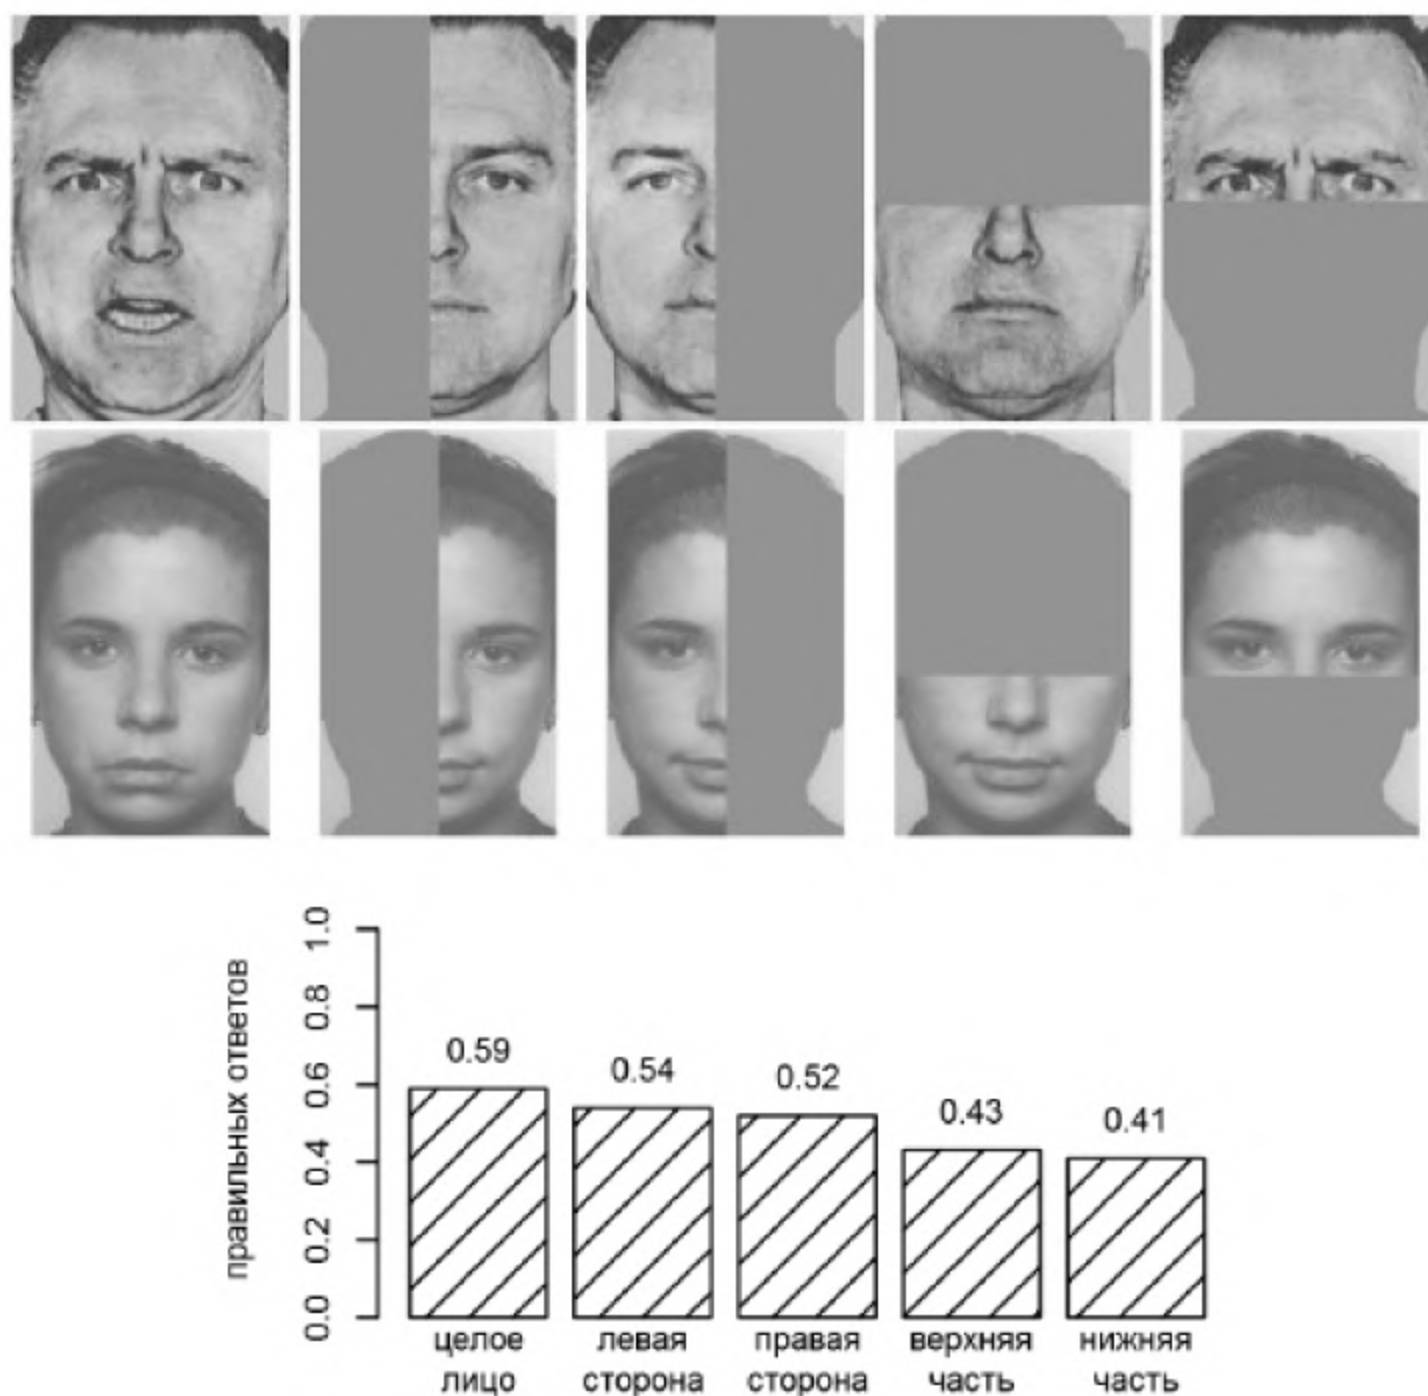 правильных ответов
1.0
0.8
0.6
0.4
0.2
0.0
0.59
0.54
0.52
0.43
0.41
целое
лицо
левая
сторона
правая
сторона
верхняя
часть
нижняя
часть